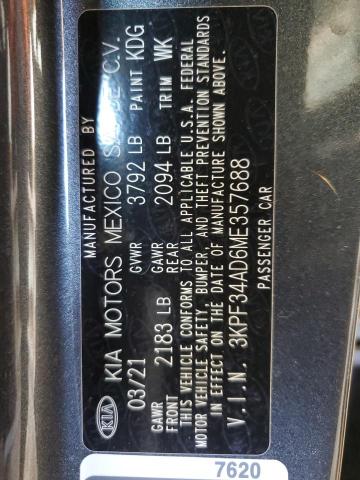 MANUFACTURED BY
KIA KIA MOTORS MEXICO S.A. DE C.V.
03/21 GVWR 3792 LB PAINT KDG
GAWR FRONT 2183 LB GAWR REAR 2094 LB TRIM WK
THIS VEHICLE CONFORMS TO ALL APPLICABLE U.S.A. FEDERAL
MOTOR VEHICLE SAFETY, BUMPER, AND THEFT PREVENTION STANDARDS
IN EFFECT ON THE DATE OF MANUFACTURE SHOWN ABOVE.
V.I.N. 3KPF34AD6ME357688
PASSENGER CAR
7620